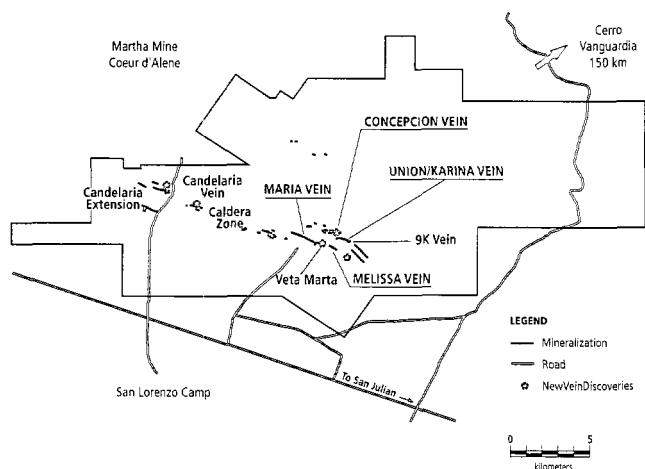 Martha Mine
Coeur d'Alene
Cerro
Vanguardia
150 km
CONCEPCION VEIN
UNION/KARINA VEIN
Candelaria
Vein
MARIA VEIN
Candelaria
Extension
Caldera
Zone
9K Vein
Veta Marta
MELISSA VEIN
LEGEND
Mineralization
Road
NewVeinDiscoveries
San Lorenzo Camp
To San Julian
0 5
kilometers